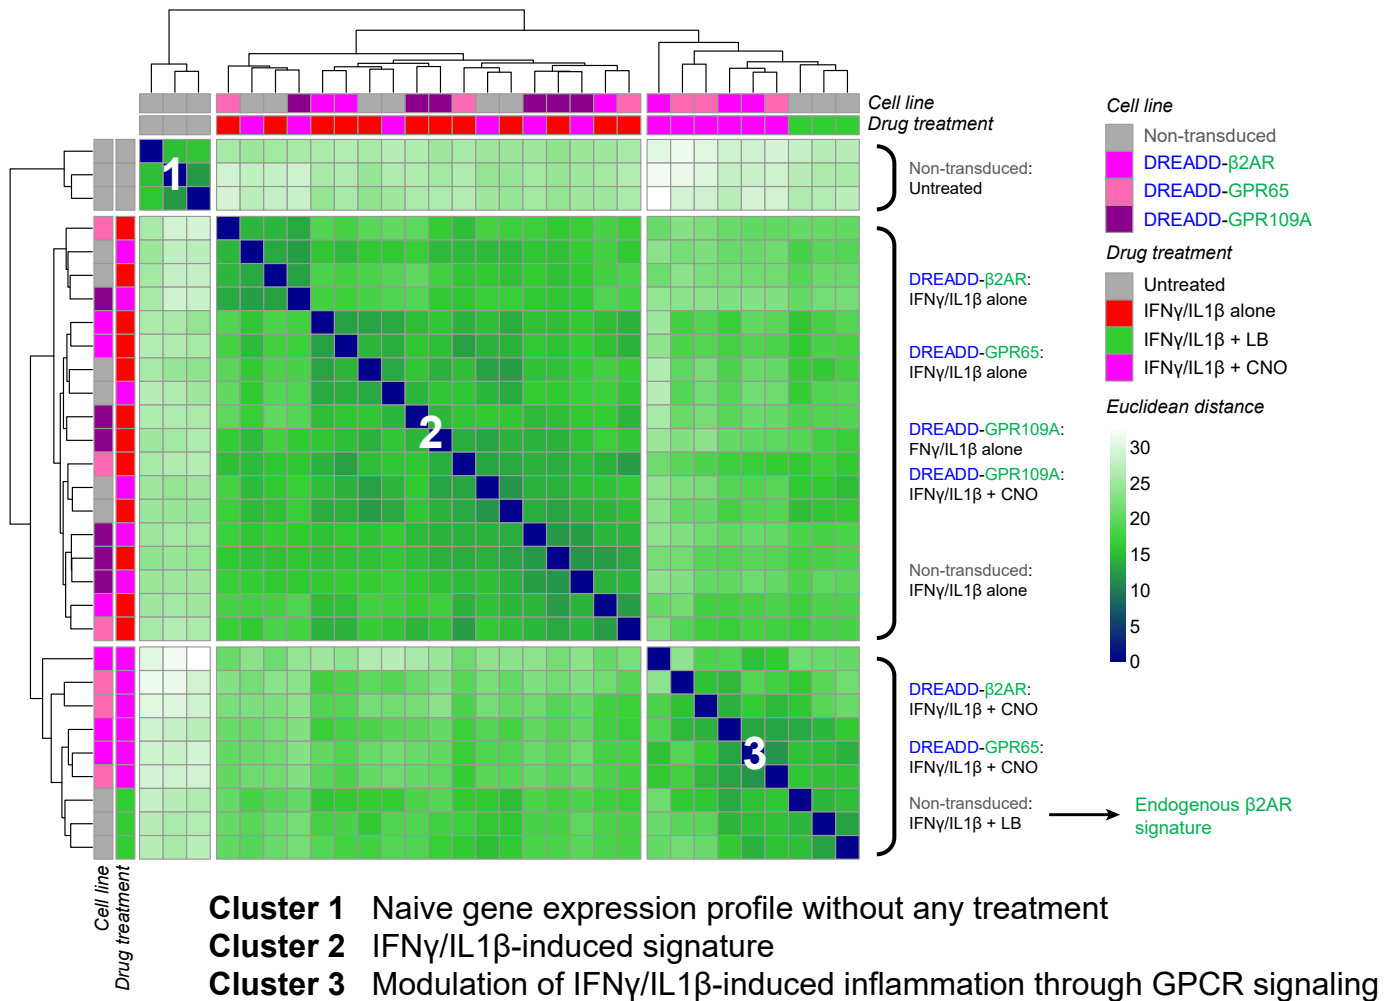 Cell line
Drug treatment
1
2
3
Non-transduced:
Untreated
DREADD-β2AR:
IFNγ/IL1β alone
DREADD-GPR65:
IFNγ/IL1β alone
DREADD-GPR109A:
FNγ/IL1β alone
DREADD-GPR109A:
IFNγ/IL1β + CNO
Non-transduced:
IFNγ/IL1β alone
DREADD-β2AR:
IFNγ/IL1β + CNO
DREADD-GPR65:
IFNγ/IL1β + CNO
Non-transduced:
IFNγ/IL1β + LB
Endogenous β2AR
signature
Cell line
Non-transduced
DREADD-β2AR
DREADD-GPR65
DREADD-GPR109A
Drug treatment
Untreated
IFNγ/IL1β alone
IFNγ/IL1β + LB
IFNγ/IL1β + CNO
Euclidean distance
30
25
20
15
10
5
0
Cell line
Drug treatment
Cluster 1 Naive gene expression profile without any treatment
Cluster 2 IFNγ/IL1β-induced signature
Cluster 3 Modulation of IFNγ/IL1β-induced inflammation through GPCR signaling